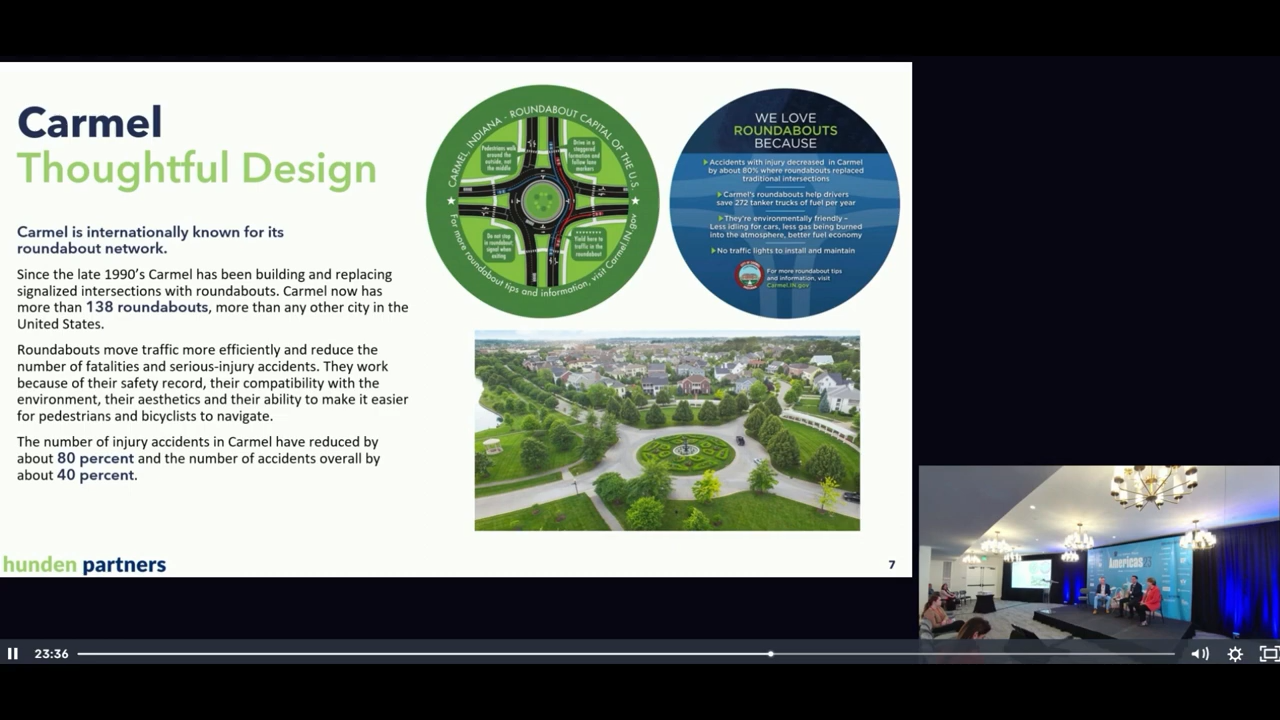 Carmel
Thoughtful Design
Carmel is internationally known for its
roundabout network.
Since the late 1990's Carmel has been building and replacing
signalized intersections with roundabouts. Carmel now has
more than 138 roundabouts, more than any other city in the
United States.
Roundabouts move traffic more efficiently and reduce the
number of fatalities and serious-injury accidents. They work
because of their safety record, their compatibility with the
environment, their aesthetics and their ability to make it easier
for pedestrians and bicyclists to navigate.
The number of injury accidents in Carmel have reduced by
about 80 percent and the number of accidents overall by
about 40 percent.
CARMEL, INDIANA - ROUNDABOUT CAPITAL OF THE U.S.
Pedestrians walk
around the
outside, not
the middle
Drive in a
staggered
formation and
follow lane
markers
Do not stop
in roundabout;
signal when
exiting
Yield here to
traffic in the
roundabout
For more roundabout tips and information, visit Carmel.IN.gov
WE LOVE
ROUNDABOUTS
BECAUSE
Accidents with injury decreased in Carmel
by about 80% where roundabouts replaced
traditional intersections
Carmel's roundabouts help drivers
save 272 tanker trucks of fuel per year
They're environmentally friendly –
Less idling for cars, less gas being burned
into the atmosphere, better fuel economy
No traffic lights to install and maintain
For more roundabout tips
and information, visit
Carmel.IN.gov
hunden partners
7
Americas
23:36